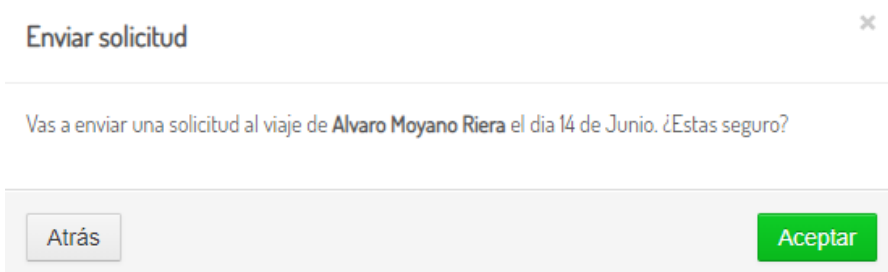 Enviar solicitud
Vas a enviar una solicitud al viaje de Alvaro Moyano Riera el dia 14 de Junio. ¿Estas seguro?
Atrás
Aceptar